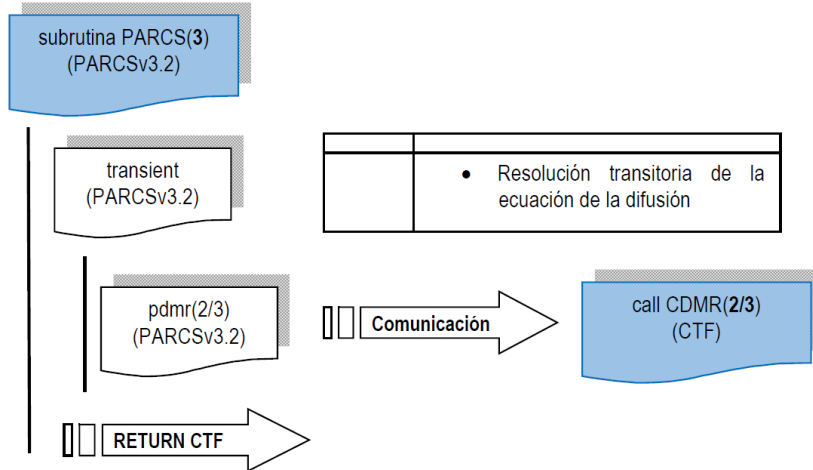 subrutina PARCS(3)
(PARCSv3.2)
transient
(PARCSv3.2)
• Resolución transitoria de la
ecuación de la difusión
pdmr(2/3)
(PARCSv3.2)
Comunicación
call CDMR(2/3)
(CTF)
RETURN CTF